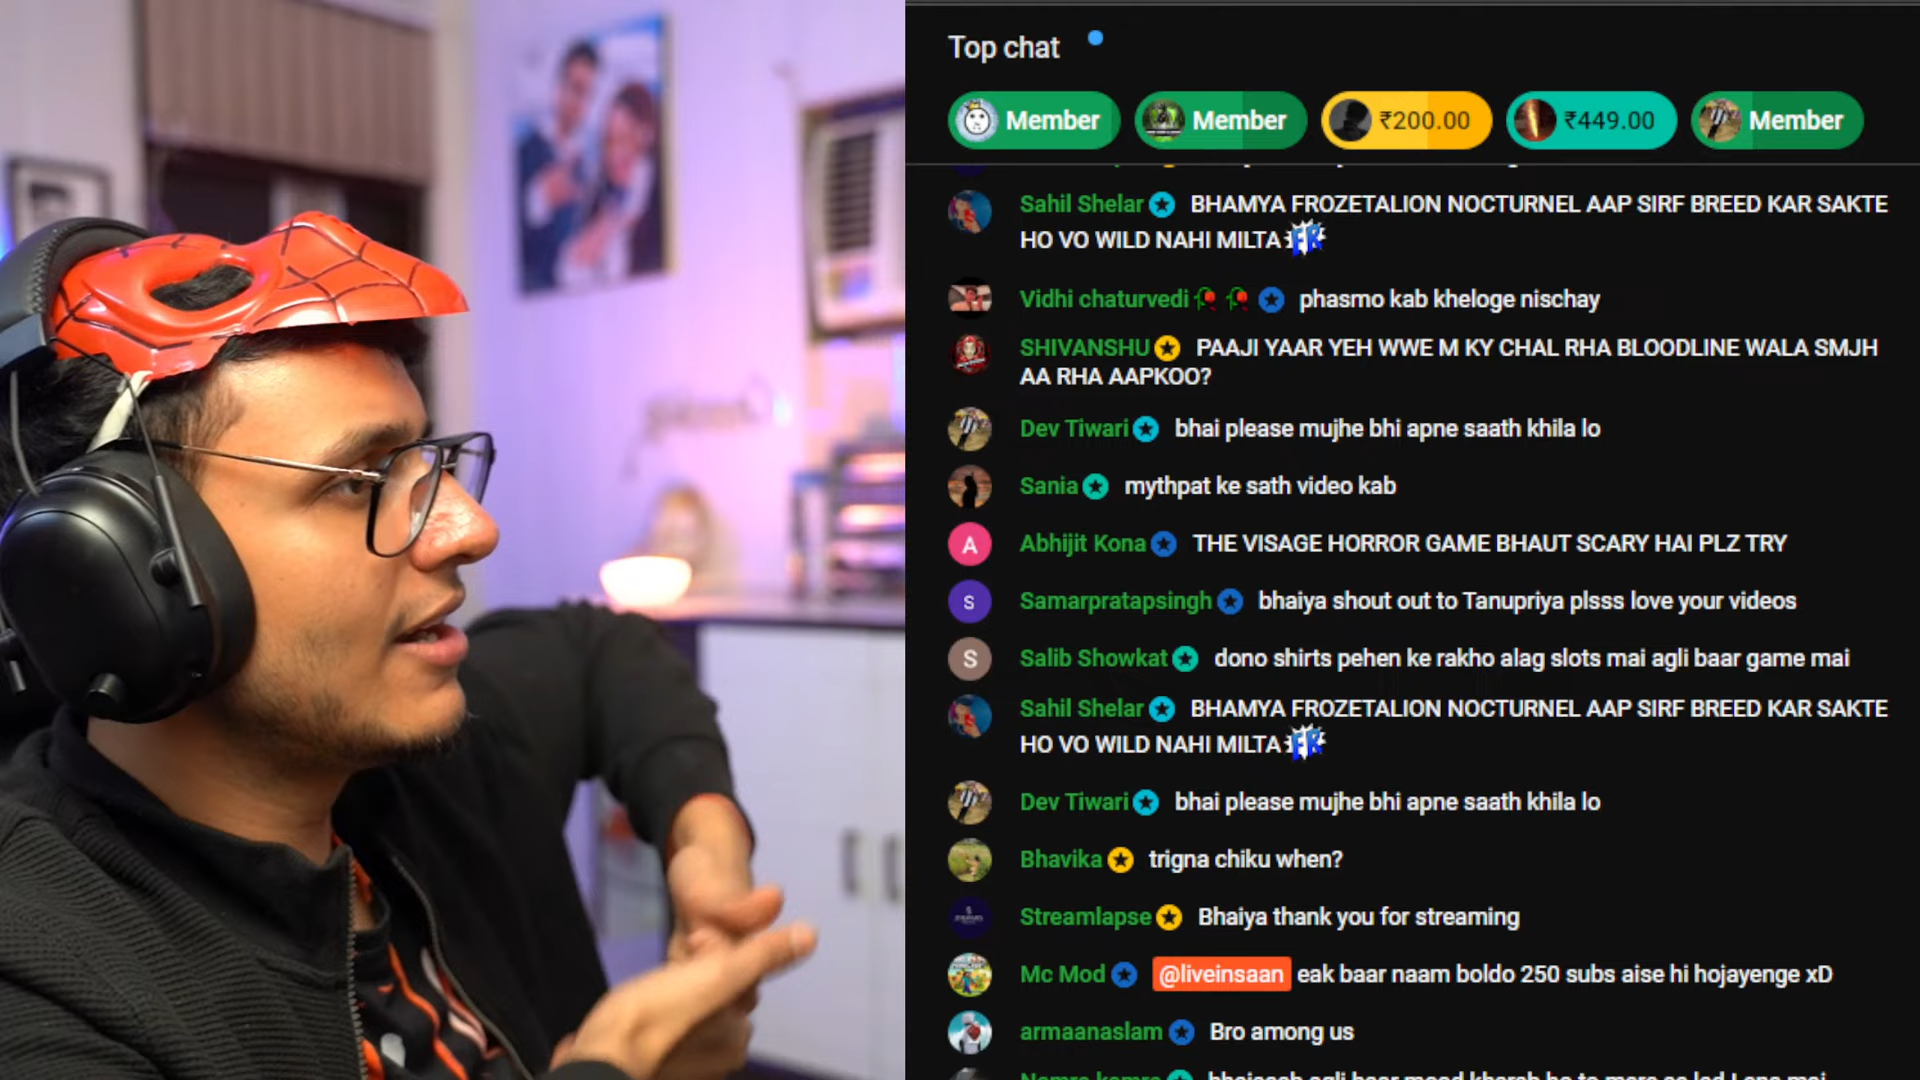 Top chat
Member Member ₹200.00 ₹449.00 Member
Sahil Shelar BHAMYA FROZETALION NOCTURNEL AAP SIRF BREED KAR SAKTE
HO VO WILD NAHI MILTA
Vidhi chaturvedi phasmo kab kheloge nischay
SHIVANSHU PAAJI YAAR YEH WWE M KY CHAL RHA BLOODLINE WALA SMJH
AA RHA AAPKOO?
Dev Tiwari bhai please mujhe bhi apne saath khila lo
Sania mythpat ke sath video kab
A Abhijit Kona THE VISAGE HORROR GAME BHAUT SCARY HAI PLZ TRY
S Samarpratapsingh bhaiya shout out to Tanupriya plsss love your videos
S Salib Showkat dono shirts pehen ke rakho alag slots mai agli baar game mai
Sahil Shelar BHAMYA FROZETALION NOCTURNEL AAP SIRF BREED KAR SAKTE
HO VO WILD NAHI MILTA
Dev Tiwari bhai please mujhe bhi apne saath khila lo
Bhavika trigna chiku when?
Streamlapse Bhaiya thank you for streaming
Mc Mod @liveinsaan eak baar naam boldo 250 subs aise hi hojayenge xD
armaanaslam Bro among us